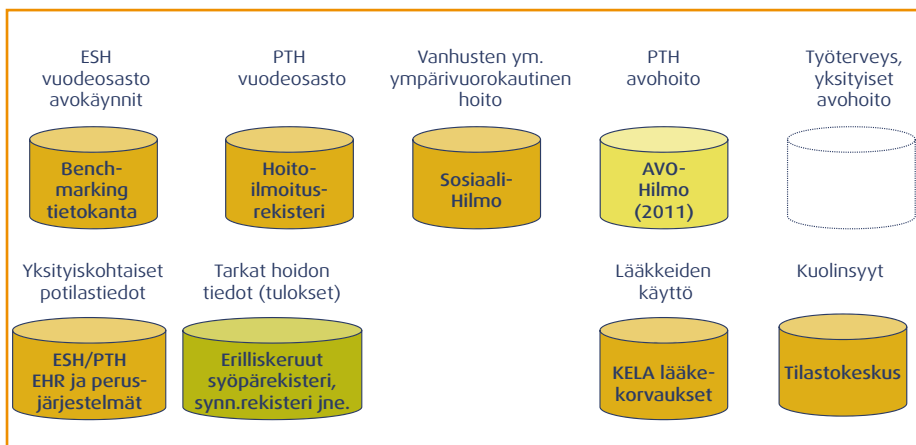 ESH
vuodeosasto
avokäynnit
PTH
vuodeosasto
Vanhusten ym.
ympärivuorokautinen
hoito
PTH
avohoito
Työterveys,
yksityiset
avohoito
Bench-
marking
tietokanta
Hoito-
ilmoitus-
rekisteri
Sosiaali-
Hilmo
AVO-
Hilmo
(2011)
Yksityiskohtaiset
potilastiedot
Tarkat hoidon
tiedot (tulokset)
Lääkkeiden
käyttö
Kuolinsyyt
ESH/PTH
EHR ja perus-
järjestelmät
Erilliskeruut
syöpärekisteri,
synn.rekisteri jne.
KELA lääke-
korvaukset
Tilastokeskus